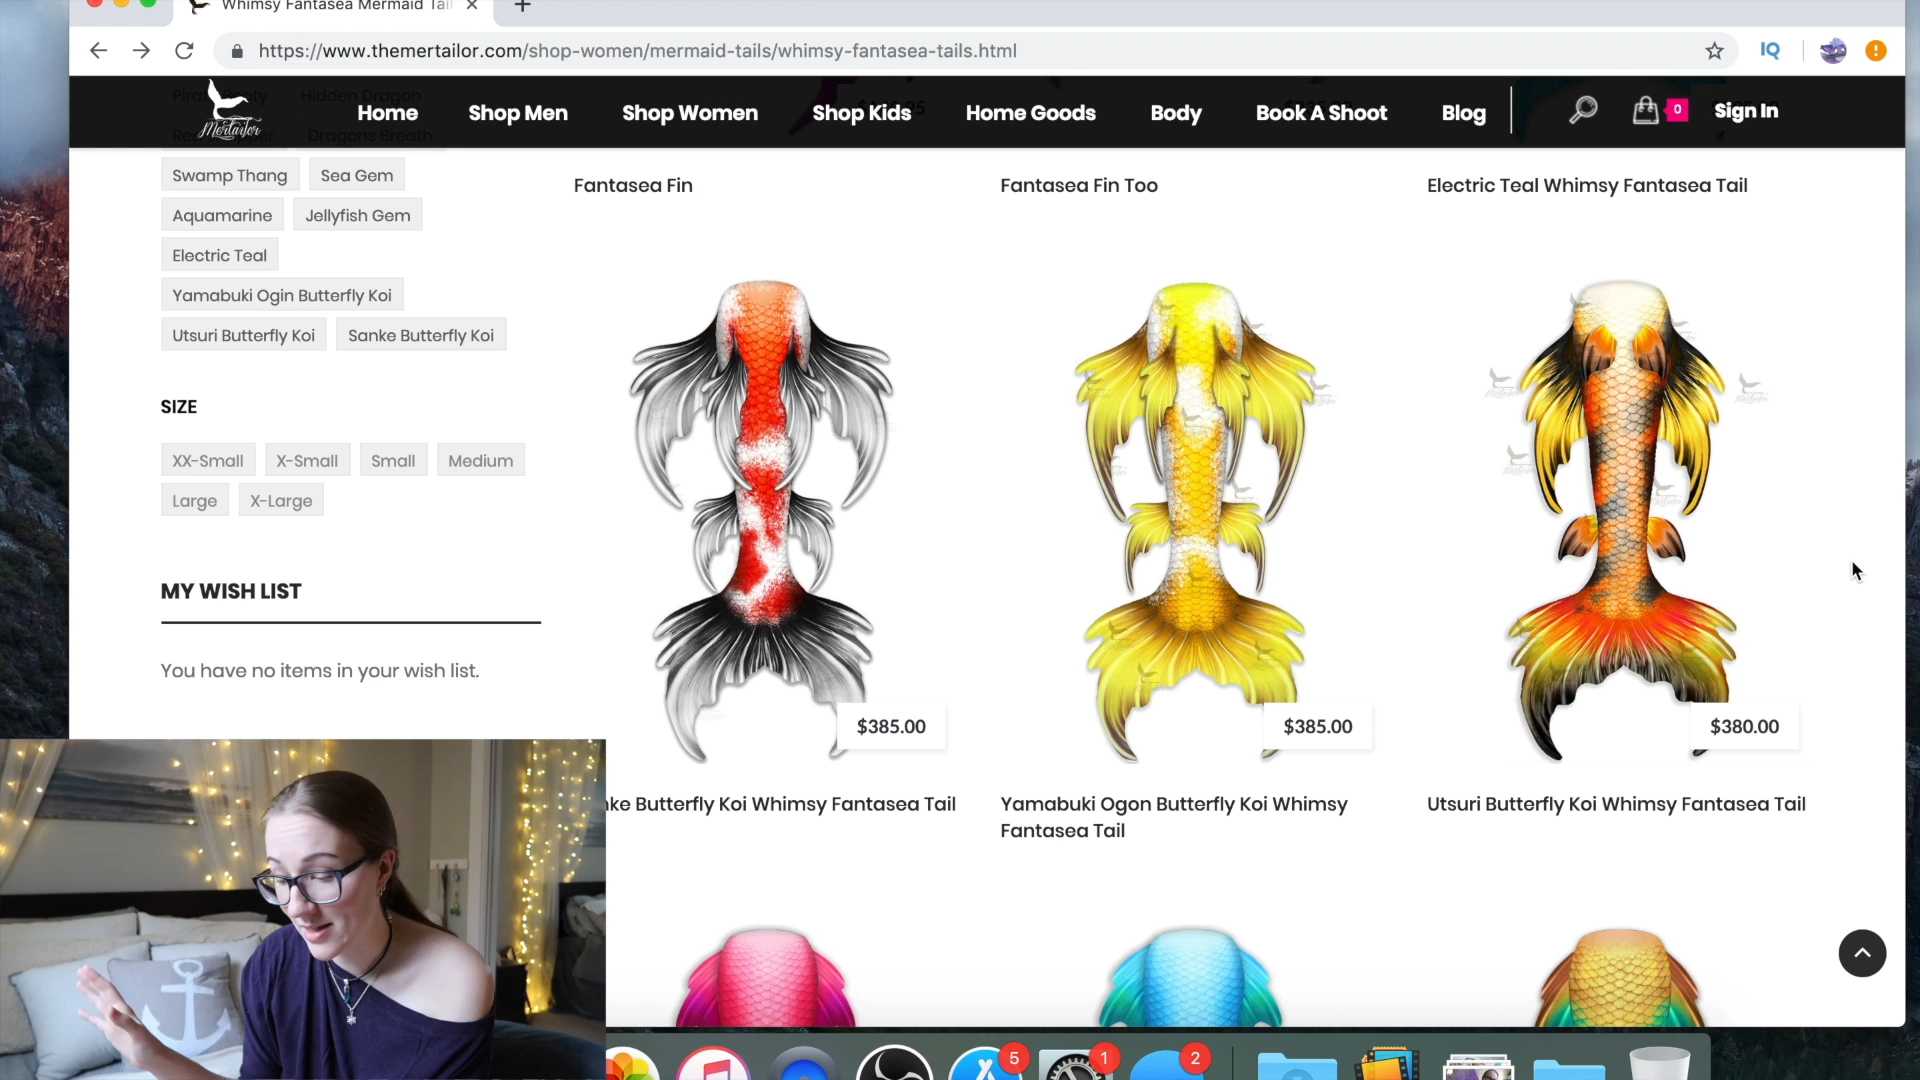 Whimsy Fantasea Mermaid Tail
https://www.themertailor.com/shop-women/mermaid-tails/whimsy-fantasea-tails.html
IQ
Mertailor
Home
Shop Men
Shop Women
Shop Kids
Home Goods
Body
Book A Shoot
Blog
0
Sign In
Hidden Dragon
Dragons Breath
Swamp Thang
Sea Gem
Aquamarine
Jellyfish Gem
Electric Teal
Yamabuki Ogin Butterfly Koi
Utsuri Butterfly Koi
Sanke Butterfly Koi
SIZE
XX-Small
X-Small
Small
Medium
Large
X-Large
MY WISH LIST
You have no items in your wish list.
Fantasea Fin
Fantasea Fin Too
Electric Teal Whimsy Fantasea Tail
$385.00
$385.00
$380.00
nke Butterfly Koi Whimsy Fantasea Tail
Yamabuki Ogon Butterfly Koi Whimsy
Fantasea Tail
Utsuri Butterfly Koi Whimsy Fantasea Tail
5
1
2